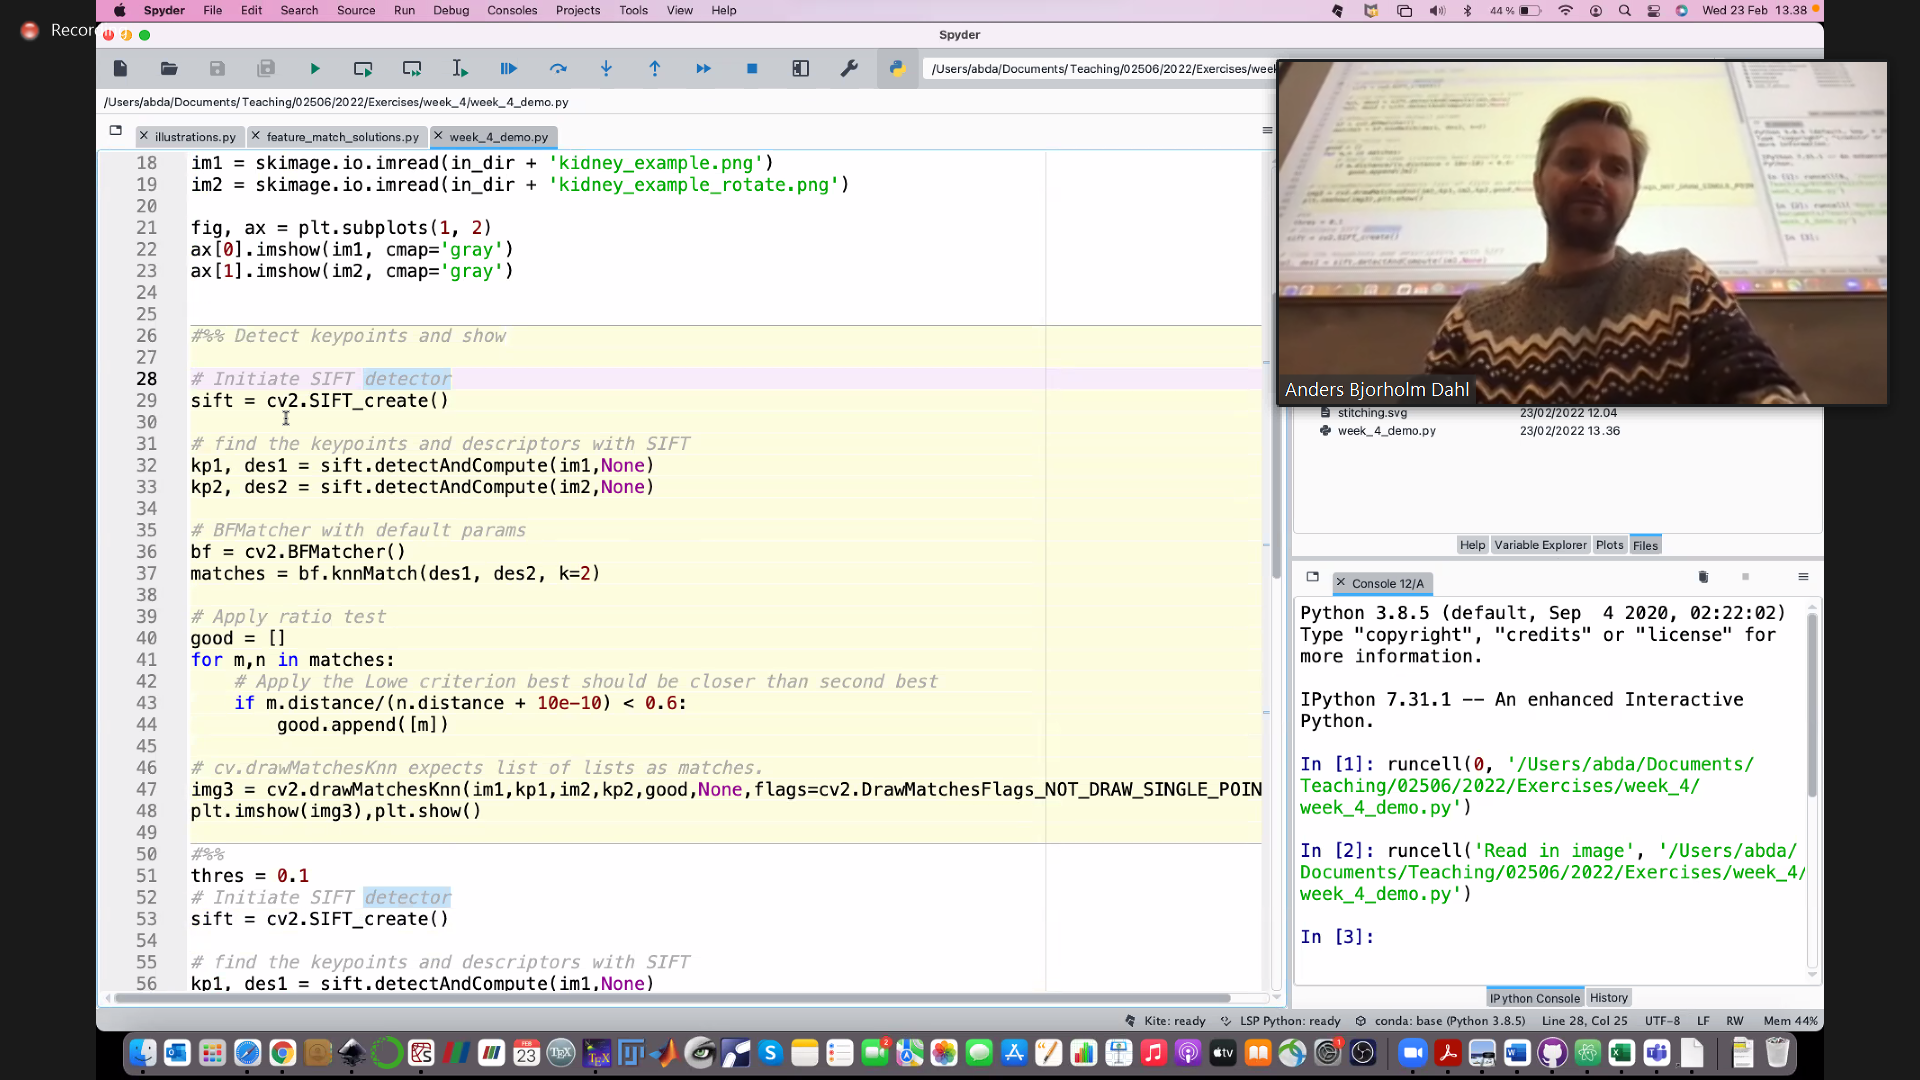 Spyder File Edit Search Source Run Debug Consoles Projects Tools View Help
44 % Wed 23 Feb 13.38
Spyder
/Users/abda/Documents/Teaching/02506/2022/Exercises/wee
/Users/abda/Documents/Teaching/02506/2022/Exercises/week_4/week_4_demo.py
illustrations.py feature_match_solutions.py week_4_demo.py
18 im1 = skimage.io.imread(in_dir + 'kidney_example.png')
19 im2 = skimage.io.imread(in_dir + 'kidney_example_rotate.png')
20
21 fig, ax = plt.subplots(1, 2)
22 ax[0].imshow(im1, cmap='gray')
23 ax[1].imshow(im2, cmap='gray')
24
25
26 #%% Detect keypoints and show
27
28 # Initiate SIFT detector
29 sift = cv2.SIFT_create()
30
31 # find the keypoints and descriptors with SIFT
32 kp1, des1 = sift.detectAndCompute(im1,None)
33 kp2, des2 = sift.detectAndCompute(im2,None)
34
35 # BFMatcher with default params
36 bf = cv2.BFMatcher()
37 matches = bf.knnMatch(des1, des2, k=2)
38
39 # Apply ratio test
40 good = []
41 for m,n in matches:
42 # Apply the Lowe criterion best should be closer than second best
43 if m.distance/(n.distance + 10e-10) < 0.6:
44 good.append([m])
45
46 # cv.drawMatchesKnn expects list of lists as matches.
47 img3 = cv2.drawMatchesKnn(im1,kp1,im2,kp2,good,None,flags=cv2.DrawMatchesFlags_NOT_DRAW_SINGLE_POIN
48 plt.imshow(img3),plt.show()
49
50 #%%
51 thres = 0.1
52 # Initiate SIFT detector
53 sift = cv2.SIFT_create()
54
55 # find the keypoints and descriptors with SIFT
56 kp1, des1 = sift.detectAndCompute(im1,None)
Anders Bjorholm Dahl
stitching.svg 23/02/2022 12.04
week_4_demo.py 23/02/2022 13.36
Help Variable Explorer Plots Files
Console 12/A
Python 3.8.5 (default, Sep 4 2020, 02:22:02)
Type "copyright", "credits" or "license" for
more information.
IPython 7.31.1 -- An enhanced Interactive
Python.
In [1]: runcell(0, '/Users/abda/Documents/
Teaching/02506/2022/Exercises/week_4/
week_4_demo.py')
In [2]: runcell('Read in image', '/Users/abda/
Documents/Teaching/02506/2022/Exercises/week_4/
week_4_demo.py')
In [3]:
IPython Console History
Kite: ready LSP Python: ready conda: base (Python 3.8.5) Line 28, Col 25 UTF-8 LF RW Mem 44%